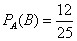 P_A(B) = 12/25